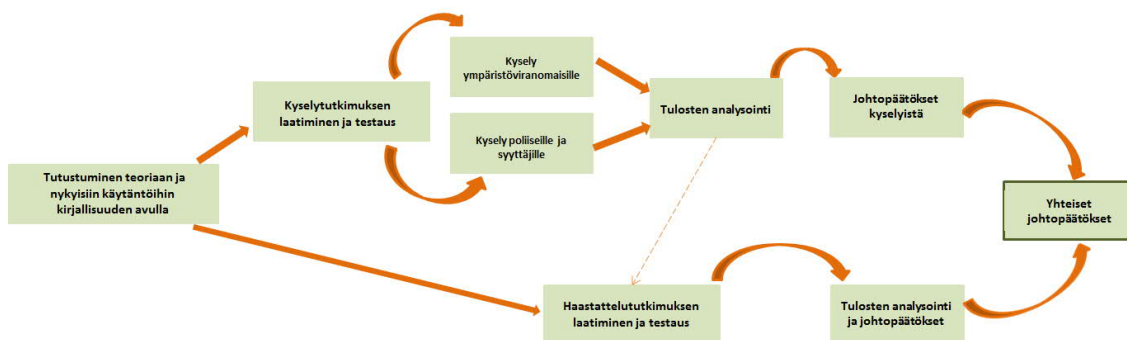 Tutustuminen teoriaan ja
nykyisiin käytäntöihin
kirjallisuuden avulla
Kyselytutkimuksen
laatiminen ja testaus
Kysely
ympäristöviranomaisille
Kysely poliiseille ja
syyttäjille
Tulosten analysointi
Johtopäätökset
kyselyistä
Haastattelututkimuksen
laatiminen ja testaus
Tulosten analysointi
ja johtopäätökset
Yhteiset
johtopäätökset